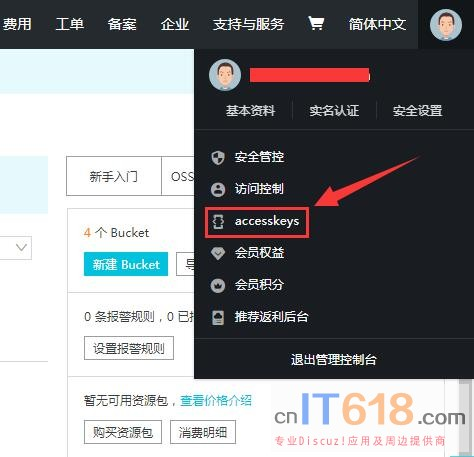 费用 工单 备案 企业 支持与服务 简体中文
基本资料 实名认证 安全设置
安全管控
访问控制
accesskeys
会员权益
会员积分
推荐返利后台
退出管理控制台
新手入门 OSS
4 个 Bucket
新建 Bucket
0 条报警规则，0 已
设置报警规则
暂无可用资源包，查看价格介绍
购买资源包 消费明细
cnIT618.com
专业Discuz!应用及周边提供商